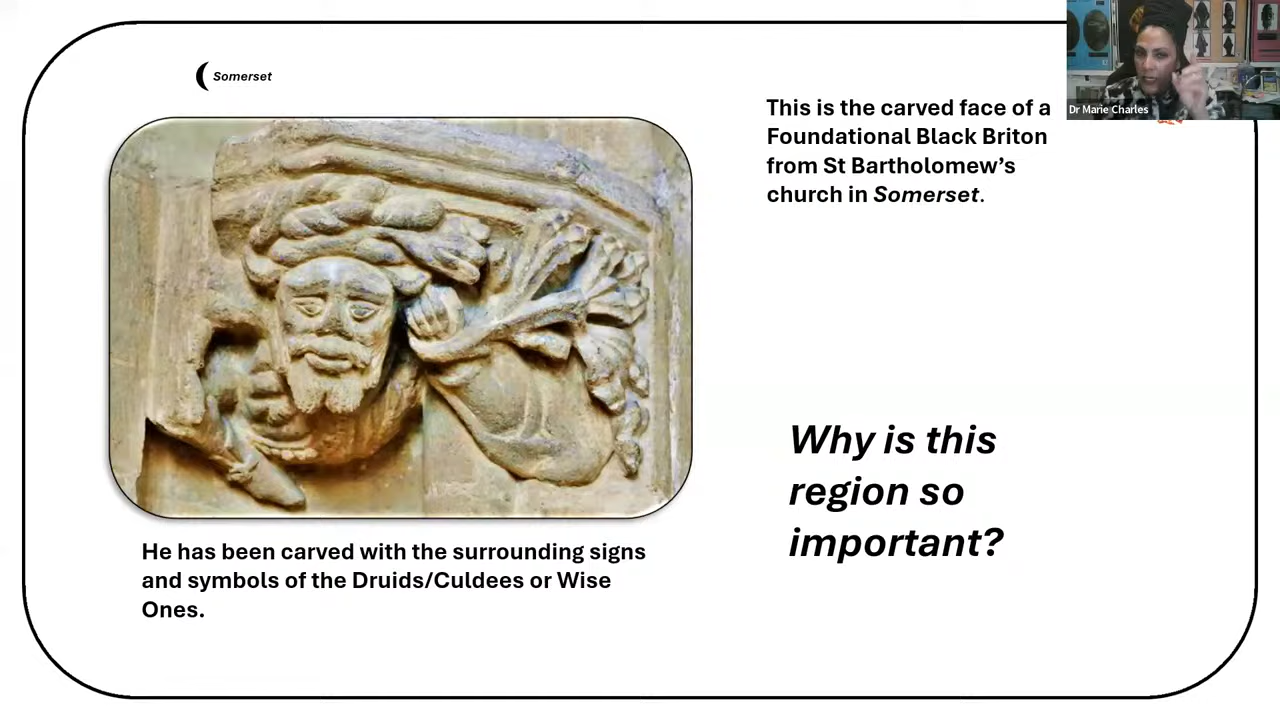 Somerset
This is the carved face of a
Foundational Black Briton
from St Bartholomew’s
church in Somerset.
Dr Marie Charles
Why is this
region so
important?
He has been carved with the surrounding signs
and symbols of the Druids/Culdees or Wise
Ones.